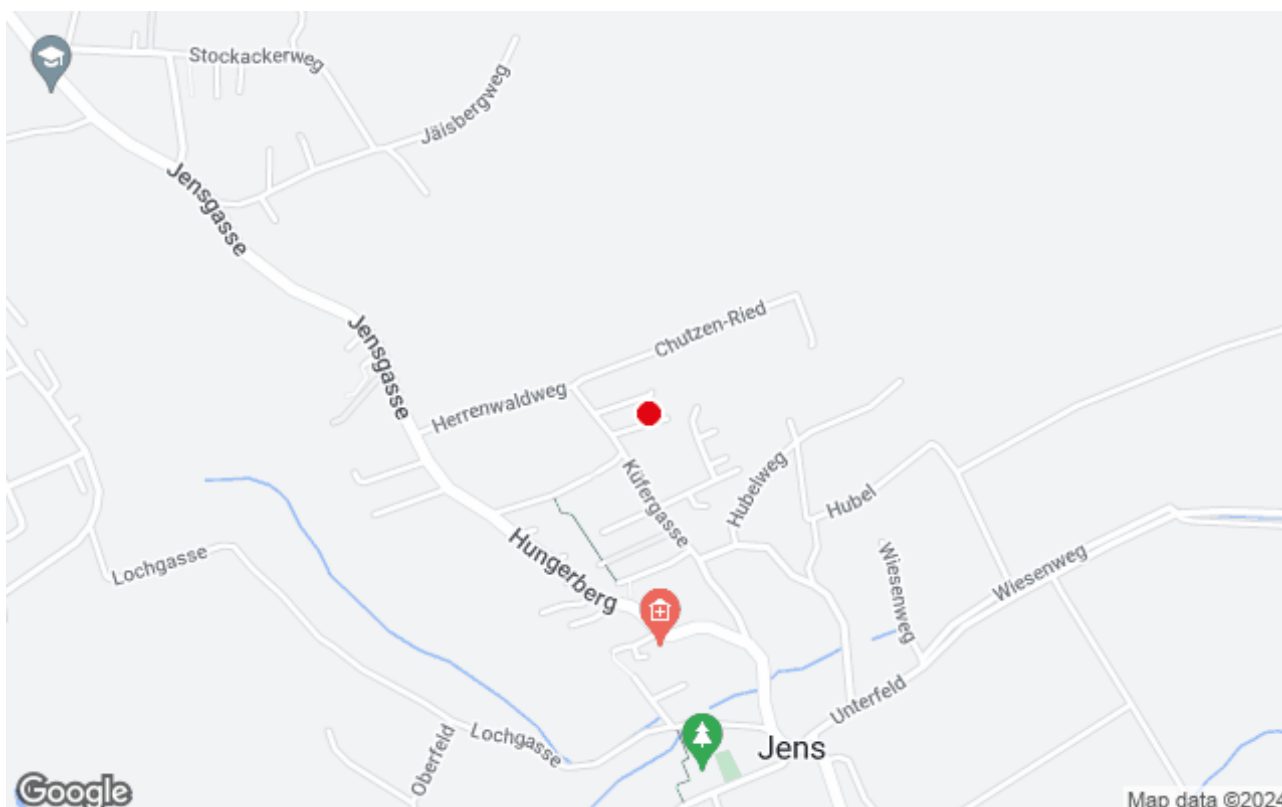 Stockackerweg
Jäisbergweg
Jensgasse
Jensgasse
Chutzen-Ried
Herrenwaldweg
Küfergasse
Hubelweg
Hubel
Hungerberg
Lochgasse
Wiesenweg
Wiesenweg
Unterfeld
Lochgasse
Oberfeld
Jens
Google
Map data ©2024